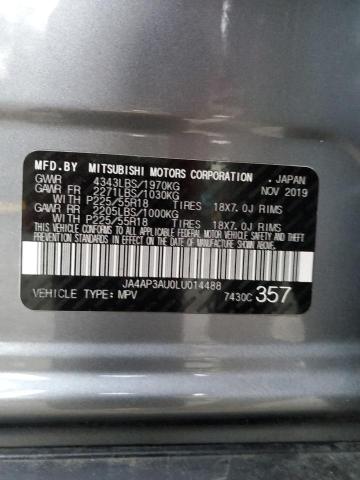 MFD.BY MITSUBISHI MOTORS CORPORATION . JAPAN
GVWR 4343LBS/1970KG NOV 2019
GAWR FR 2271LBS/1030KG
WITH P225/55R18 TIRES 18X7.0J RIMS
GAWR RR 2205LBS/1000KG
WITH P225/55R18 TIRES 18X7.0J RIMS
THIS VEHICLE CONFORMS TO ALL APPLICABLE FEDERAL MOTOR VEHICLE SAFETY AND THEFT PREVENTION STANDARDS IN EFFECT ON THE DATE OF MANUFACTURE SHOWN ABOVE.
JA4AP3AU0LU014488
VEHICLE TYPE:MPV 7430C 357